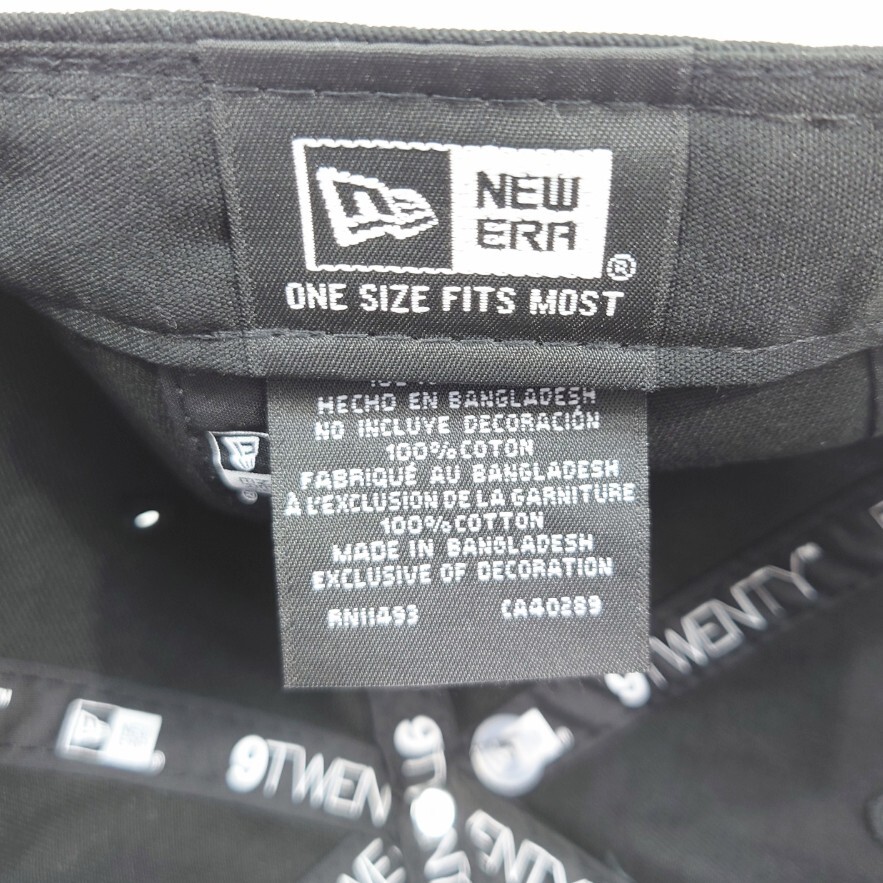 NEW
ERA
®
ONE SIZE FITS MOST
HECHO EN BANGLADESH
NO INCLUYE DECORACIÓN
100% COTON
FABRIQUÉ AU BANGLADESH
À L'EXCLUSION DE LA GARNITURE
100% COTTON
MADE IN BANGLADESH
EXCLUSIVE OF DECORATION
RN11493 CA40289
9TWENTY
9TWEN